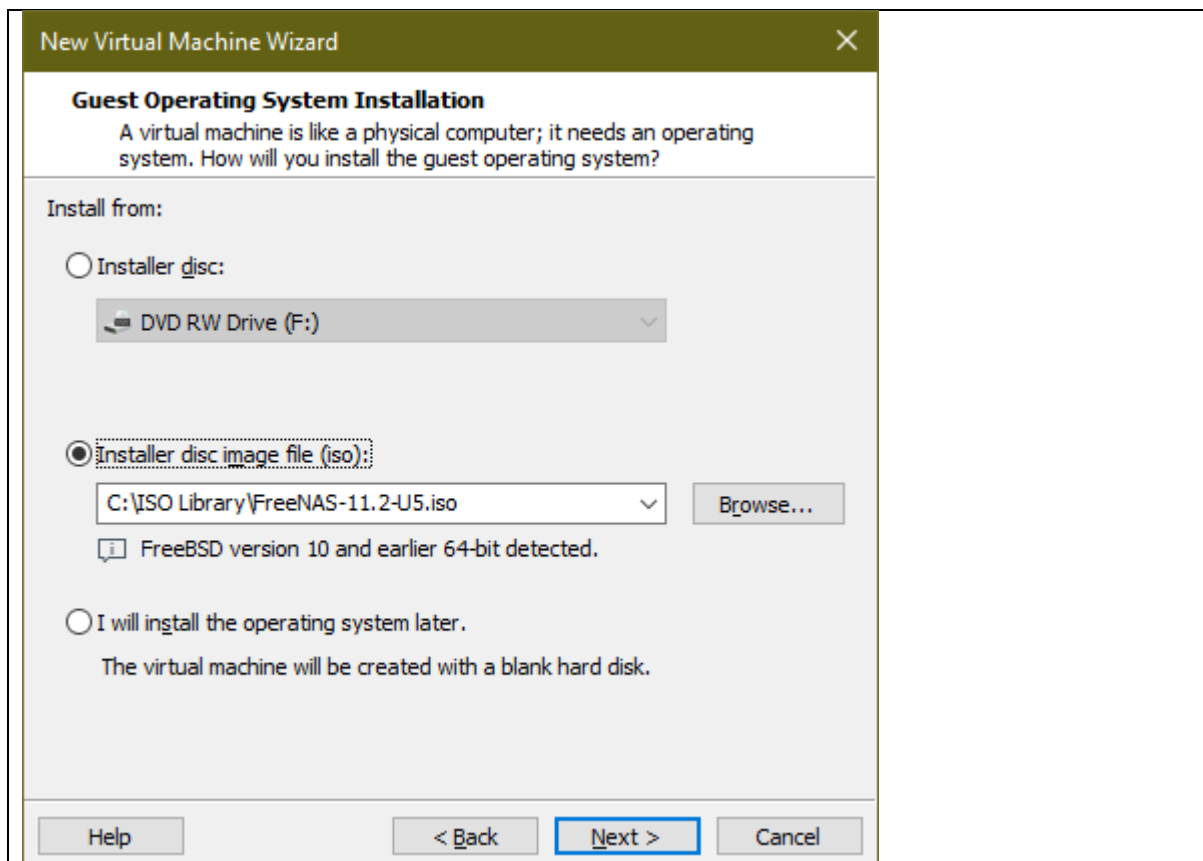 New Virtual Machine Wizard
Guest Operating System Installation
A virtual machine is like a physical computer; it needs an operating
system. How will you install the guest operating system?
Install from:
Installer disc:
DVD RW Drive (F:)
Installer disc image file (iso):
C:\ISO Library\FreeNAS-11.2-U5.iso
Browse...
FreeBSD version 10 and earlier 64-bit detected.
I will install the operating system later.
The virtual machine will be created with a blank hard disk.
Help
< Back
Next >
Cancel